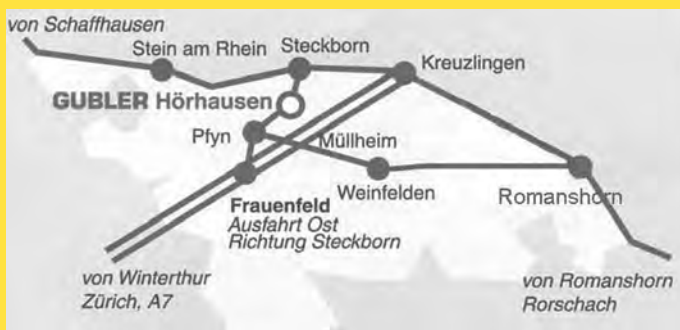 von Schaffhausen
Stein am Rhein
Steckborn
Kreuzlingen
GUBLER Hörhausen
Pfyn
Müllheim
Weinfelden
Romanshorn
Frauenfeld
Ausfahrt Ost
Richtung Steckborn
von Winterthur
Zürich, A7
von Romanshorn
Rorschach